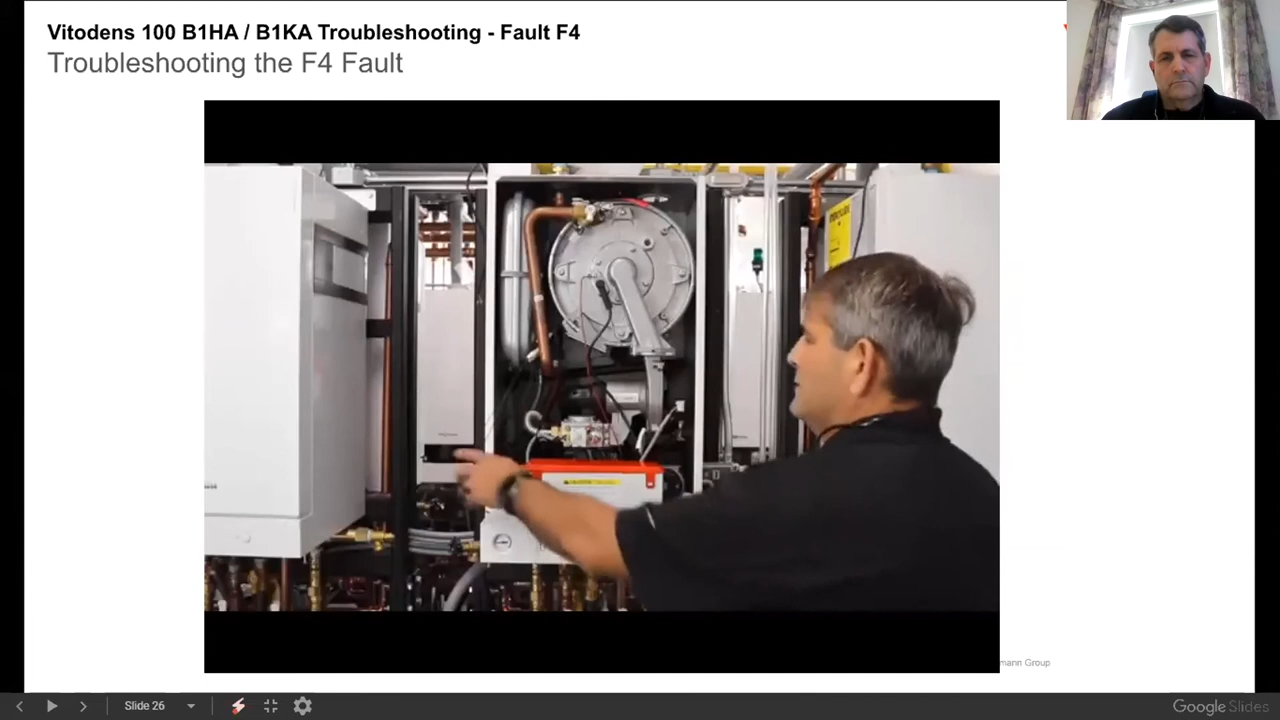 Vitodens 100 B1HA / B1KA Troubleshooting - Fault F4
Troubleshooting the F4 Fault
mann Group
Slide 26
Google Slides